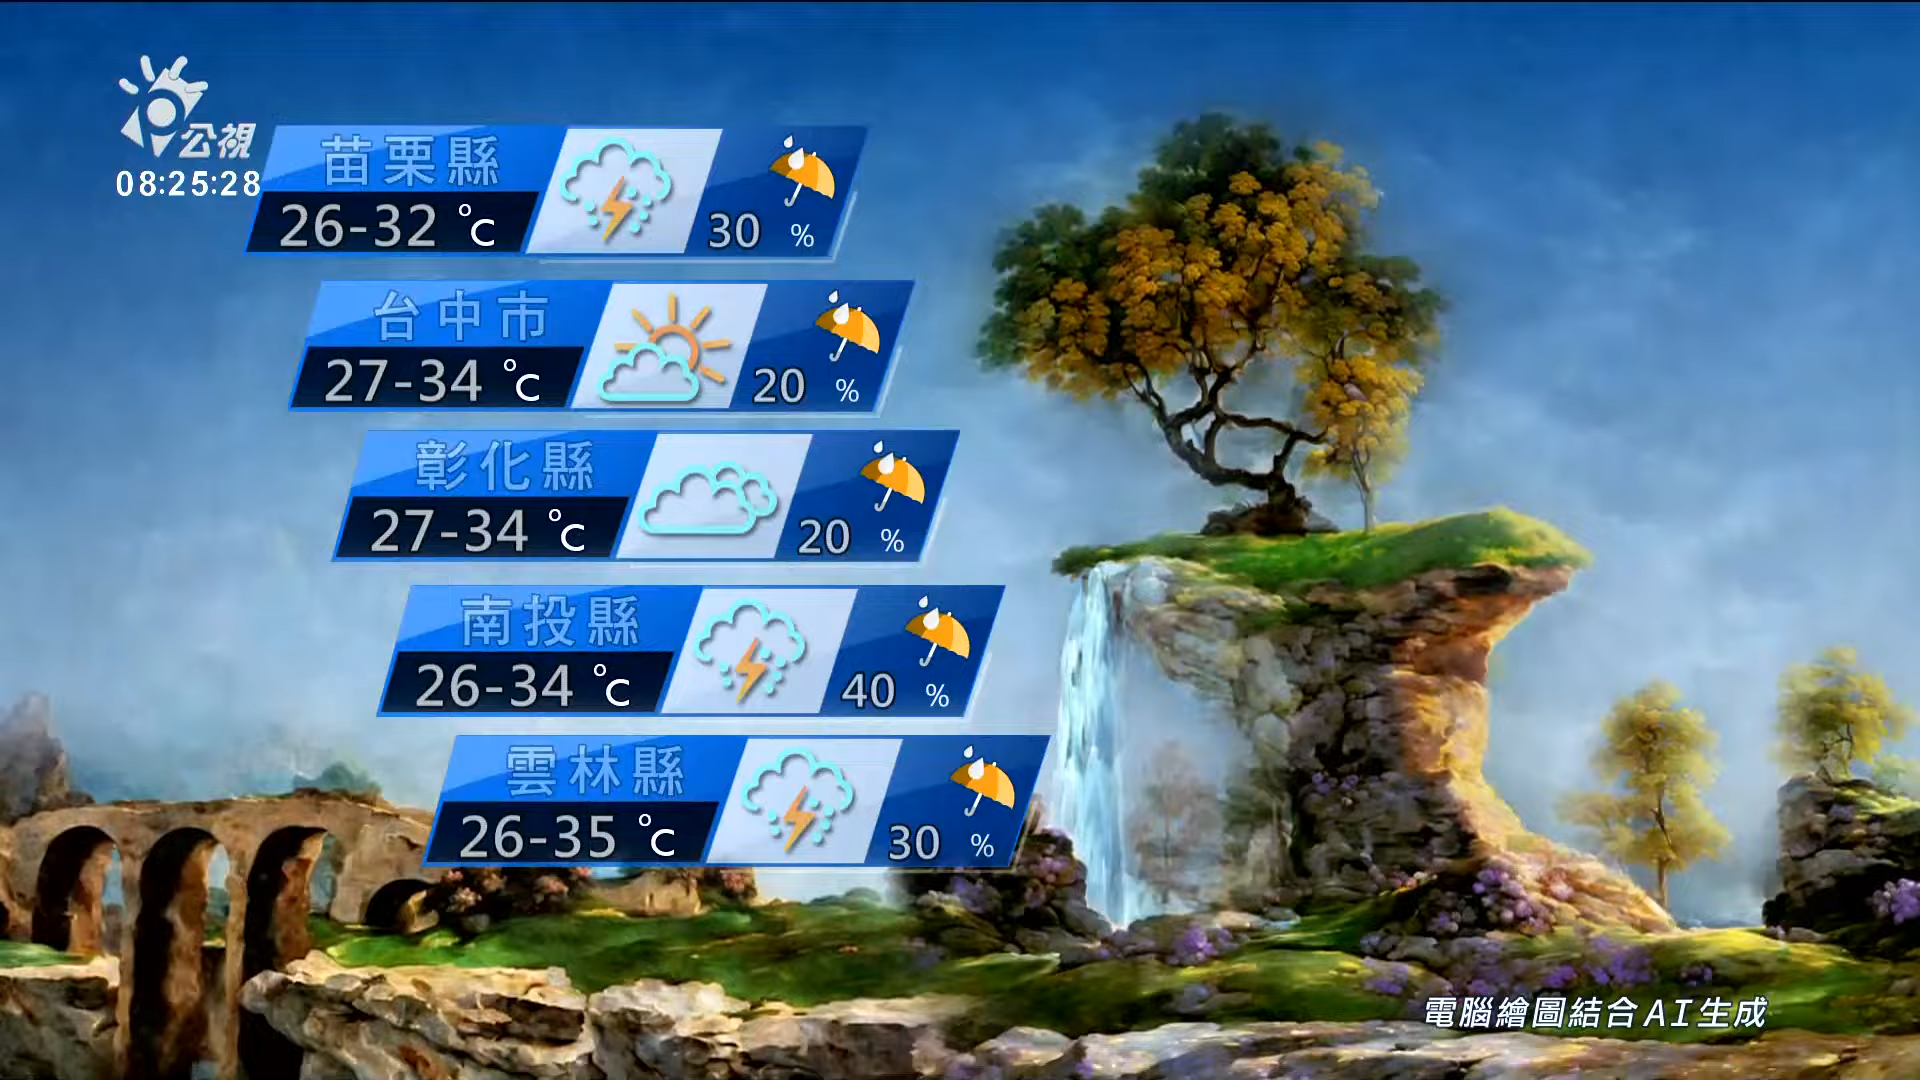 公視
08:25:28
苗栗縣
26-32 °C
30 %
台中市
27-34 °C
20 %
彰化縣
27-34 °C
20 %
南投縣
26-34 °C
40 %
雲林縣
26-35 °C
30 %
電腦繪圖結合AI生成